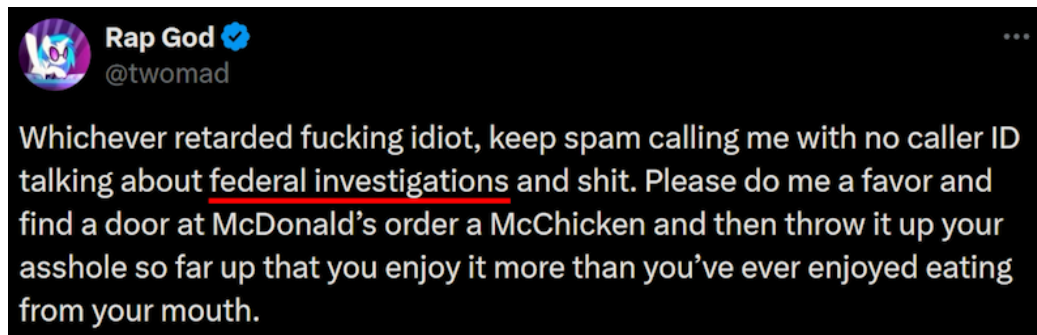 Rap God
@twomad
Whichever retarded fucking idiot, keep spam calling me with no caller ID
talking about federal investigations and shit. Please do me a favor and
find a door at McDonald’s order a McChicken and then throw it up your
asshole so far up that you enjoy it more than you’ve ever enjoyed eating
from your mouth.